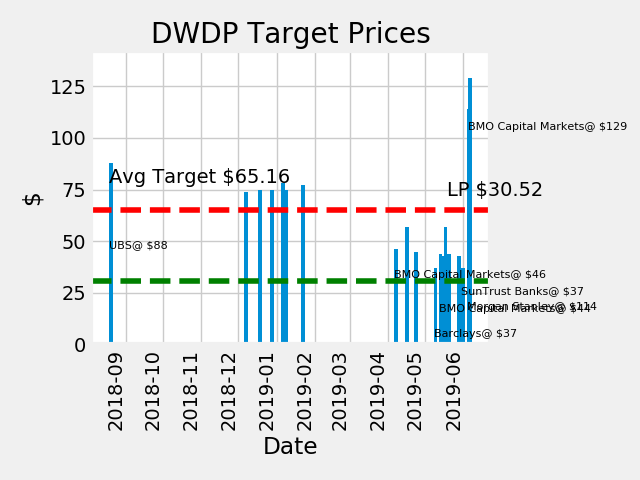 DWDP Target Prices
125
100
75
50
25
0
$
BMO Capital Markets@ $129
Avg Target $65.16
LP $30.52
UBS@ $88
BMO Capital Markets@ $46
SunTrust Banks@ $37
Morgan Stanley@ $114
BMO Capital Markets@ $44
Barclays@ $37
2018-09
2018-10
2018-11
2018-12
2019-01
2019-02
2019-03
2019-04
2019-05
2019-06
Date